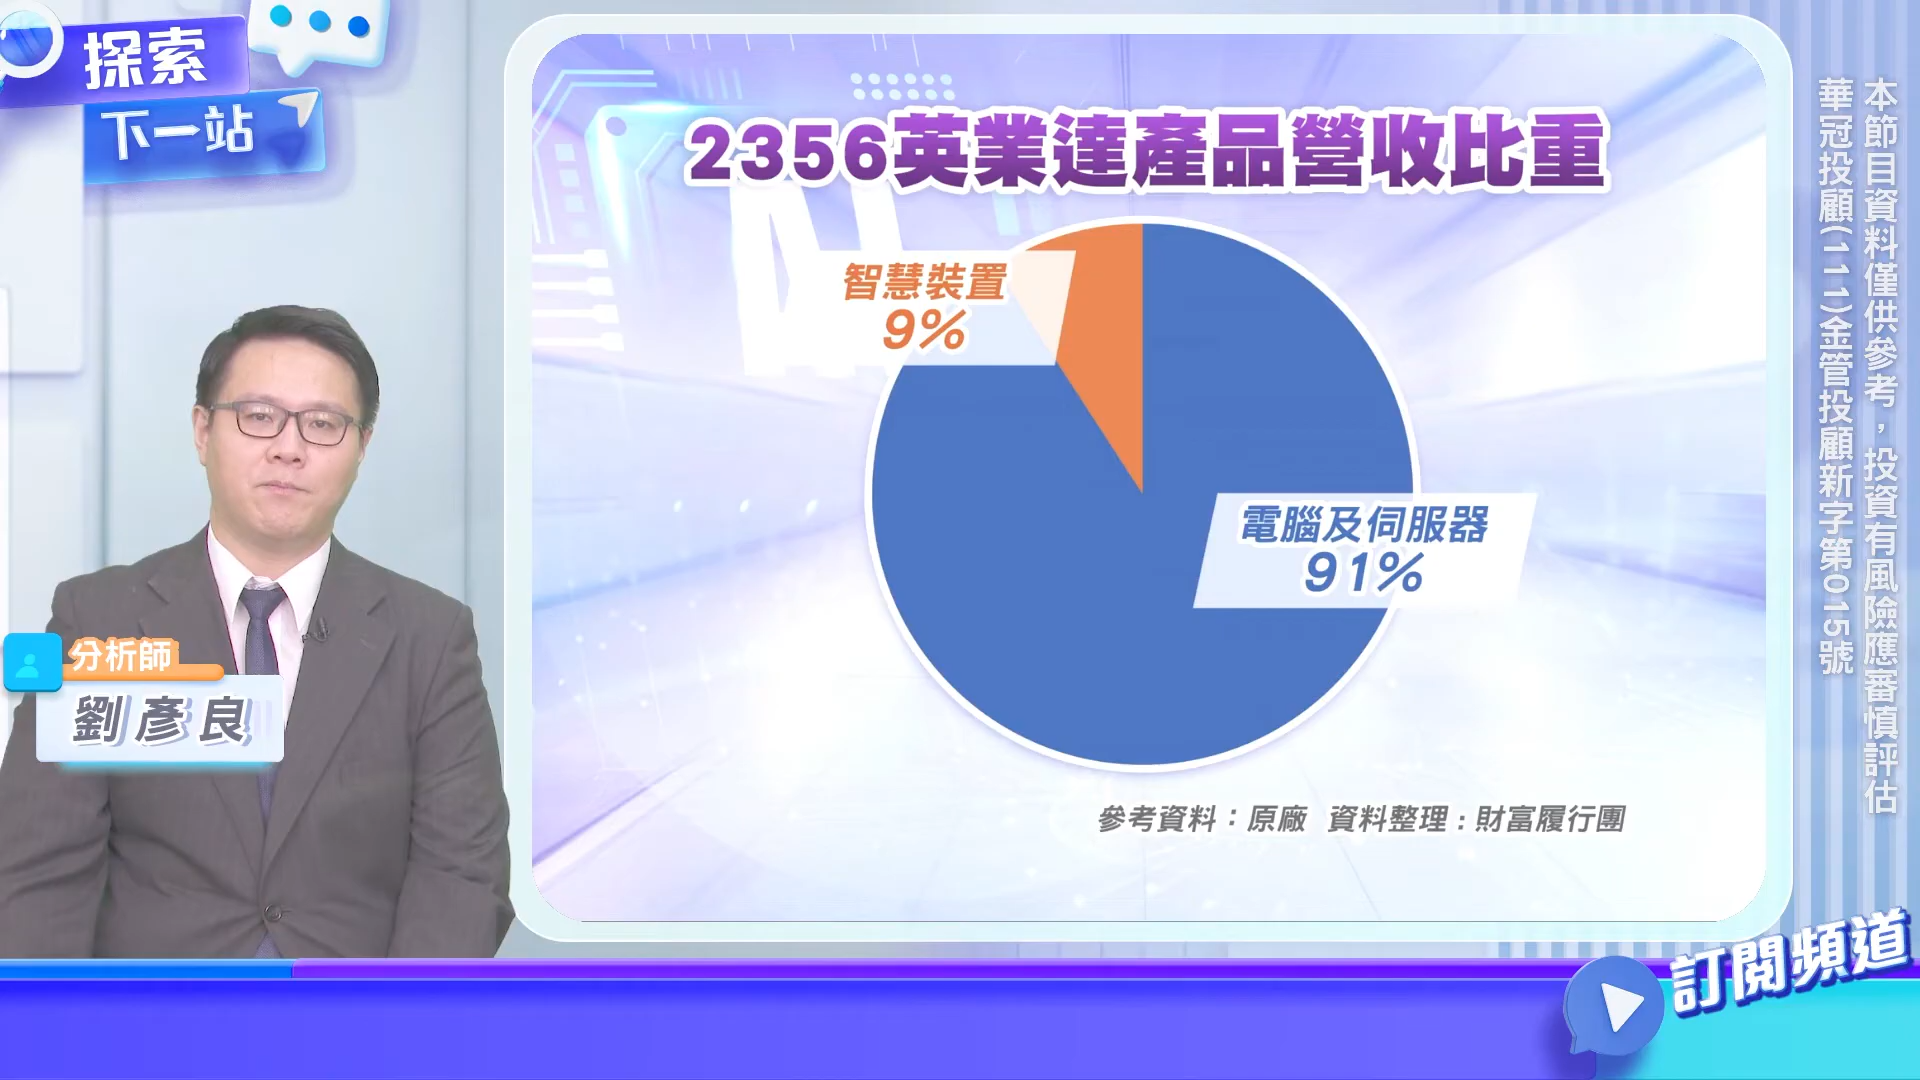 探索
下一站
2356英業達產品營收比重
智慧裝置
9%
電腦及伺服器
91%
參考資料：原廠 資料整理：財富履行團
分析師
劉彥良
本節目資料僅供參考，投資有風險應審慎評估
華冠投顧(111)金管投顧新字第015號
訂閱頻道